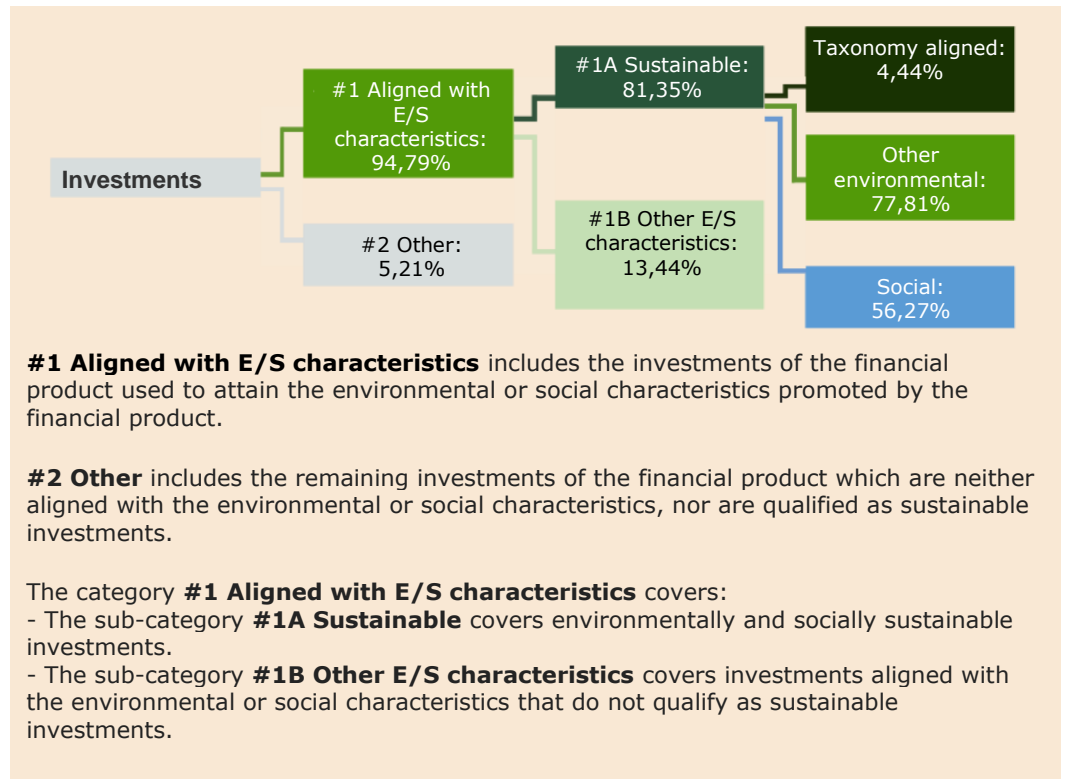 Investments
#1 Aligned with
E/S
characteristics:
94,79%
#2 Other:
5,21%
#1A Sustainable:
81,35%
#1B Other E/S
characteristics:
13,44%
Taxonomy aligned:
4,44%
Other
environmental:
77,81%
Social:
56,27%
#1 Aligned with E/S characteristics includes the investments of the financial
product used to attain the environmental or social characteristics promoted by the
financial product.
#2 Other includes the remaining investments of the financial product which are neither
aligned with the environmental or social characteristics, nor are qualified as sustainable
investments.
The category #1 Aligned with E/S characteristics covers:
- The sub-category #1A Sustainable covers environmentally and socially sustainable
investments.
- The sub-category #1B Other E/S characteristics covers investments aligned with
the environmental or social characteristics that do not qualify as sustainable
investments.